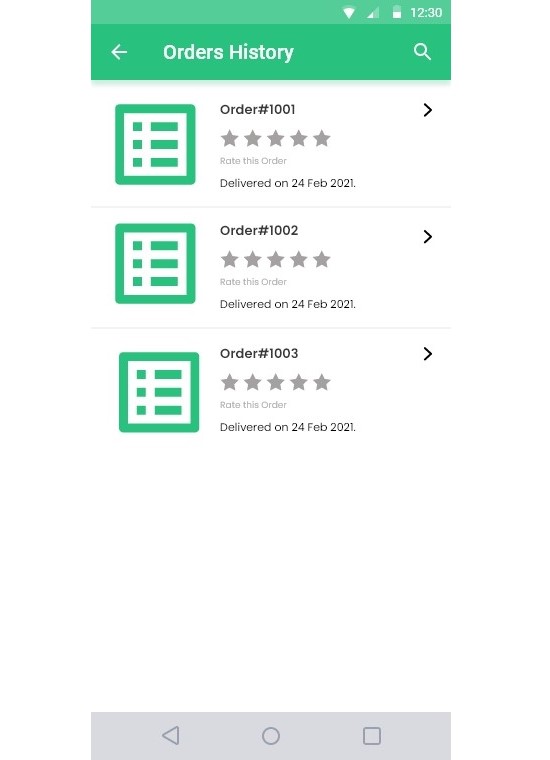 12:30
Orders History
Order#1001
Rate this Order
Delivered on 24 Feb 2021.
Order#1002
Rate this Order
Delivered on 24 Feb 2021.
Order#1003
Rate this Order
Delivered on 24 Feb 2021.